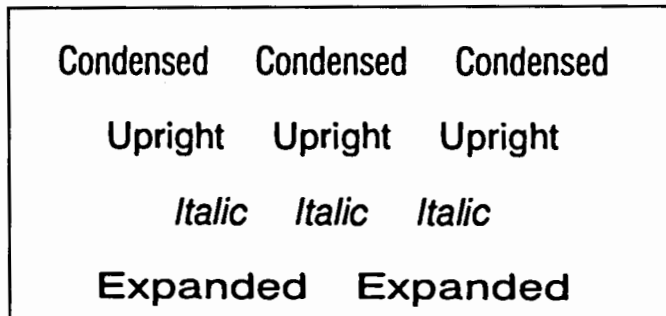 Condensed Condensed Condensed
Upright Upright Upright
Italic Italic Italic
Expanded Expanded